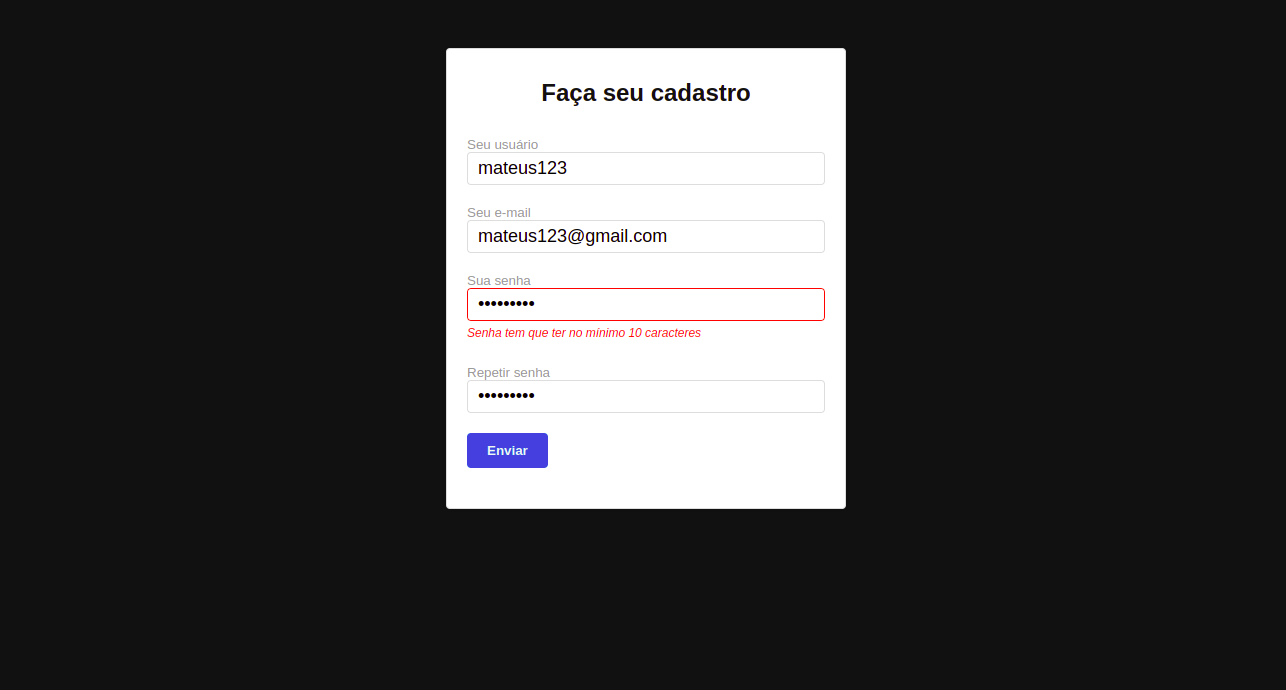 Faça seu cadastro
Seu usuário
mateus123
Seu e-mail
mateus123@gmail.com
Sua senha
•••••••••
Senha tem que ter no mínimo 10 caracteres
Repetir senha
•••••••••
Enviar